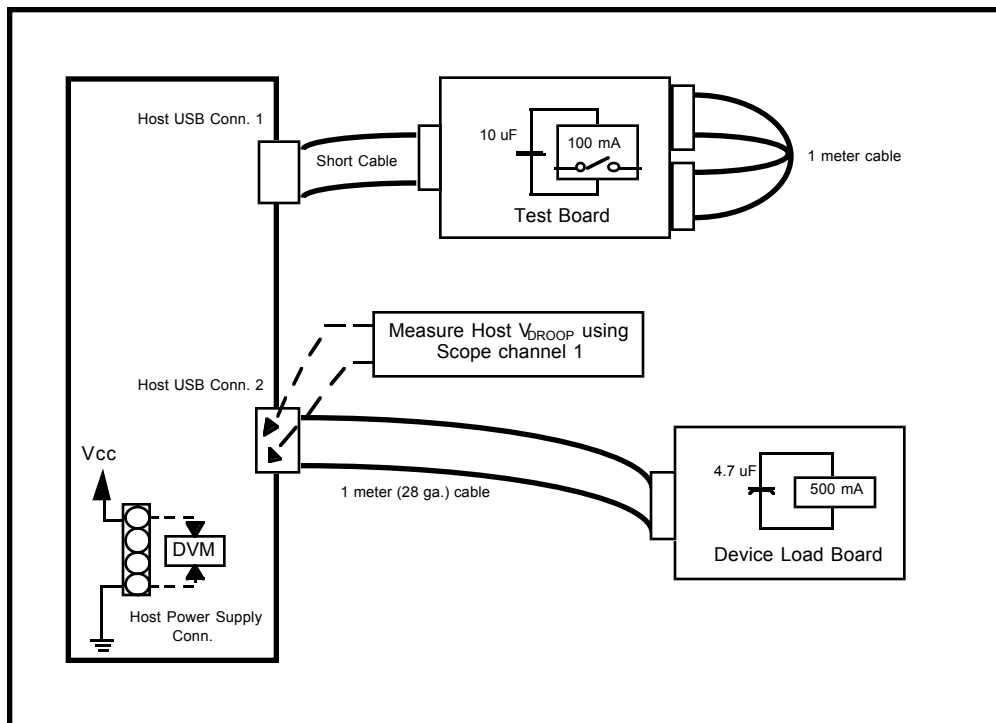 Host USB Conn. 1
Short Cable
10 uF
100 mA
Test Board
1 meter cable
Measure Host VDROOP using
Scope channel 1
Host USB Conn. 2
1 meter (28 ga.) cable
Vcc
DVM
Host Power Supply
Conn.
4.7 uF
500 mA
Device Load Board